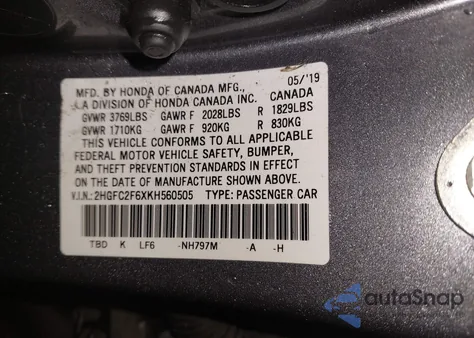 MFD. BY HONDA OF CANADA MFG., 05/'19
A DIVISION OF HONDA CANADA INC. CANADA
GVWR 3769LBS GAWR F 2028LBS R 1829LBS
GVWR 1710KG GAWR F 920KG R 830KG
THIS VEHICLE CONFORMS TO ALL APPLICABLE
FEDERAL MOTOR VEHICLE SAFETY, BUMPER,
AND THEFT PREVENTION STANDARDS IN EFFECT
ON THE DATE OF MANUFACTURE SHOWN ABOVE.
V.I.N.: 2HGFC2F6XKH560505 TYPE: PASSENGER CAR
TBD K LF6 -NH797M -A -H
autoSnap